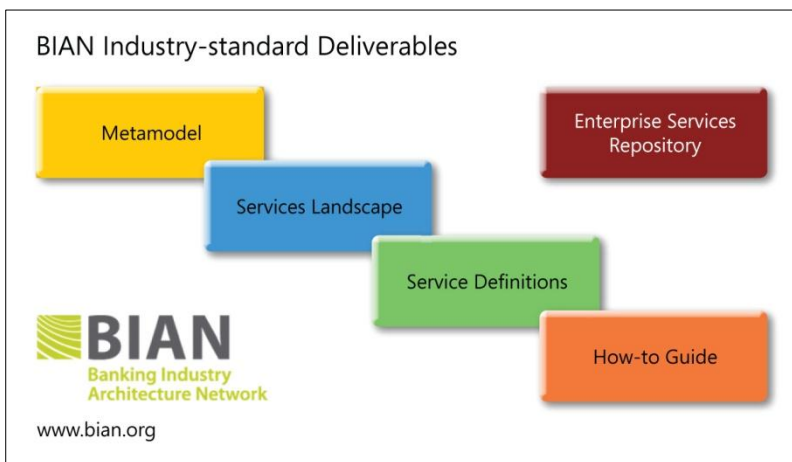 BIAN Industry-standard Deliverables
Metamodel
Enterprise Services
Repository
Services Landscape
Service Definitions
How-to Guide
BIAN
Banking Industry
Architecture Network
www.bian.org